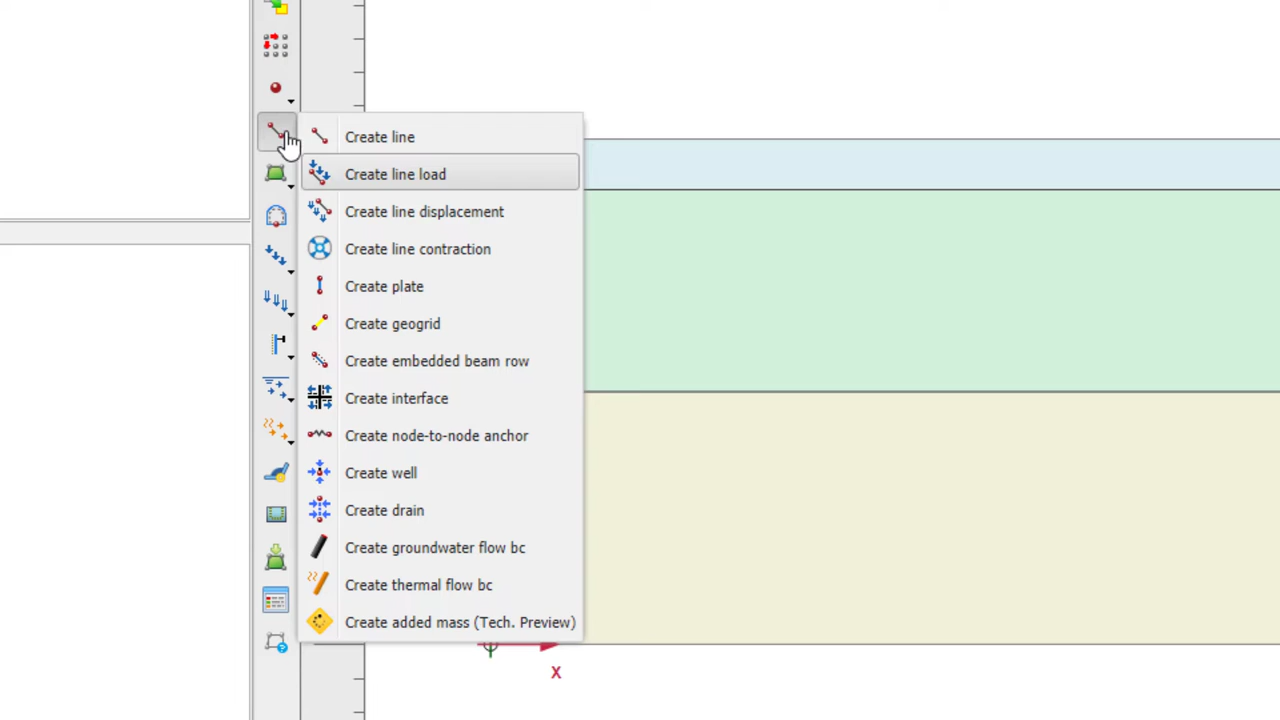 Create line
Create line load
Create line displacement
Create line contraction
Create plate
Create geogrid
Create embedded beam row
Create interface
Create node-to-node anchor
Create well
Create drain
Create groundwater flow bc
Create thermal flow bc
Create added mass (Tech. Preview)
x